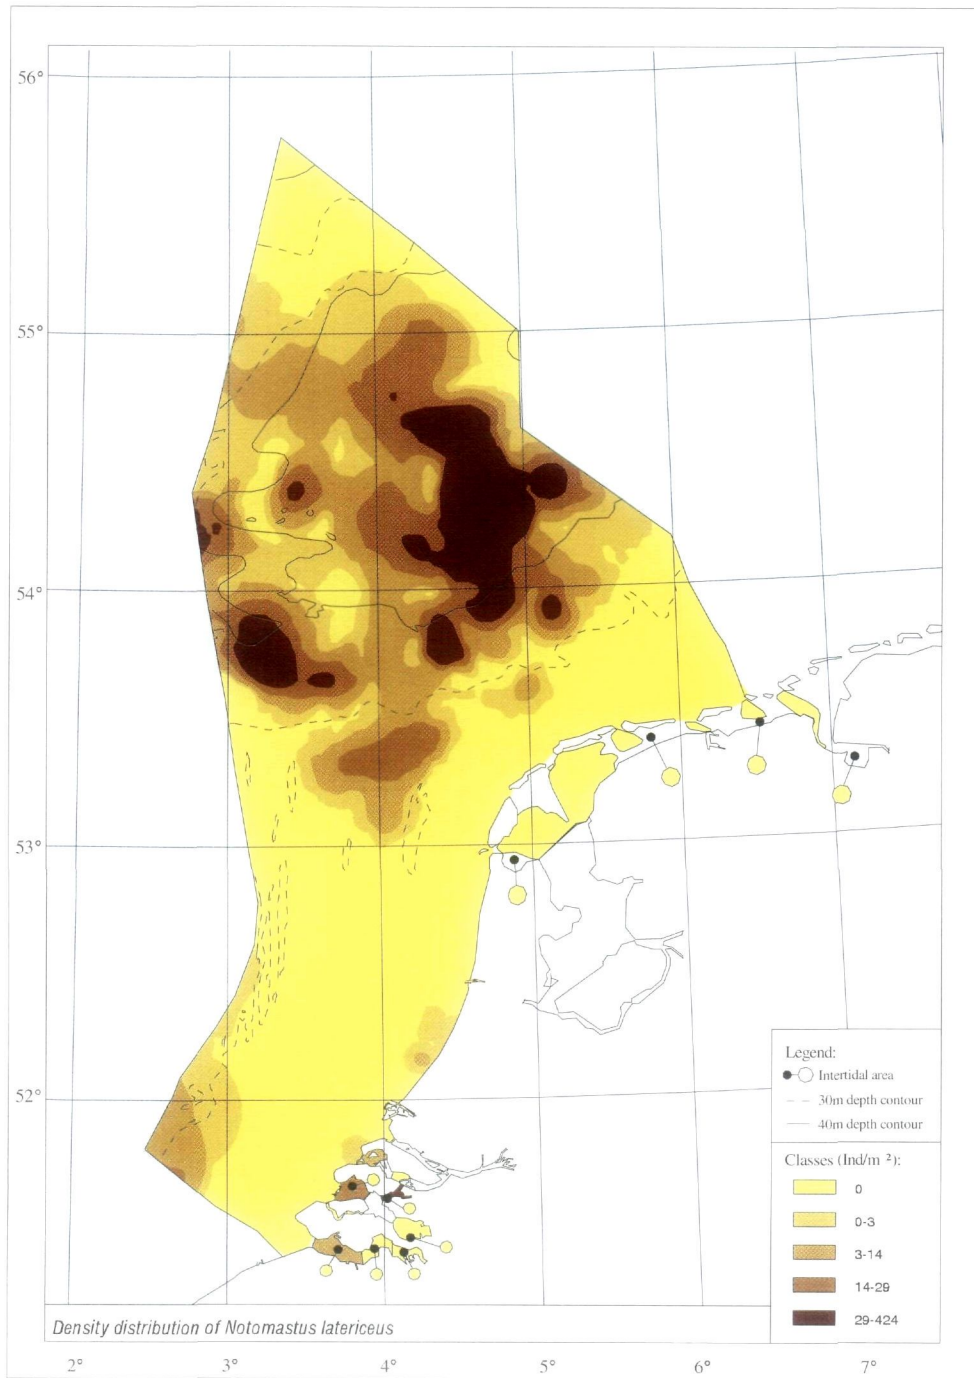 56°
55°
54°
53°
52°
Legend:
Intertidal area
30m depth contour
40m depth contour
Classes (Ind/m ²):
0
0-3
3-14
14-29
29-424
Density distribution of Notomastus latericeus
2°
3°
4°
5°
6°
7°